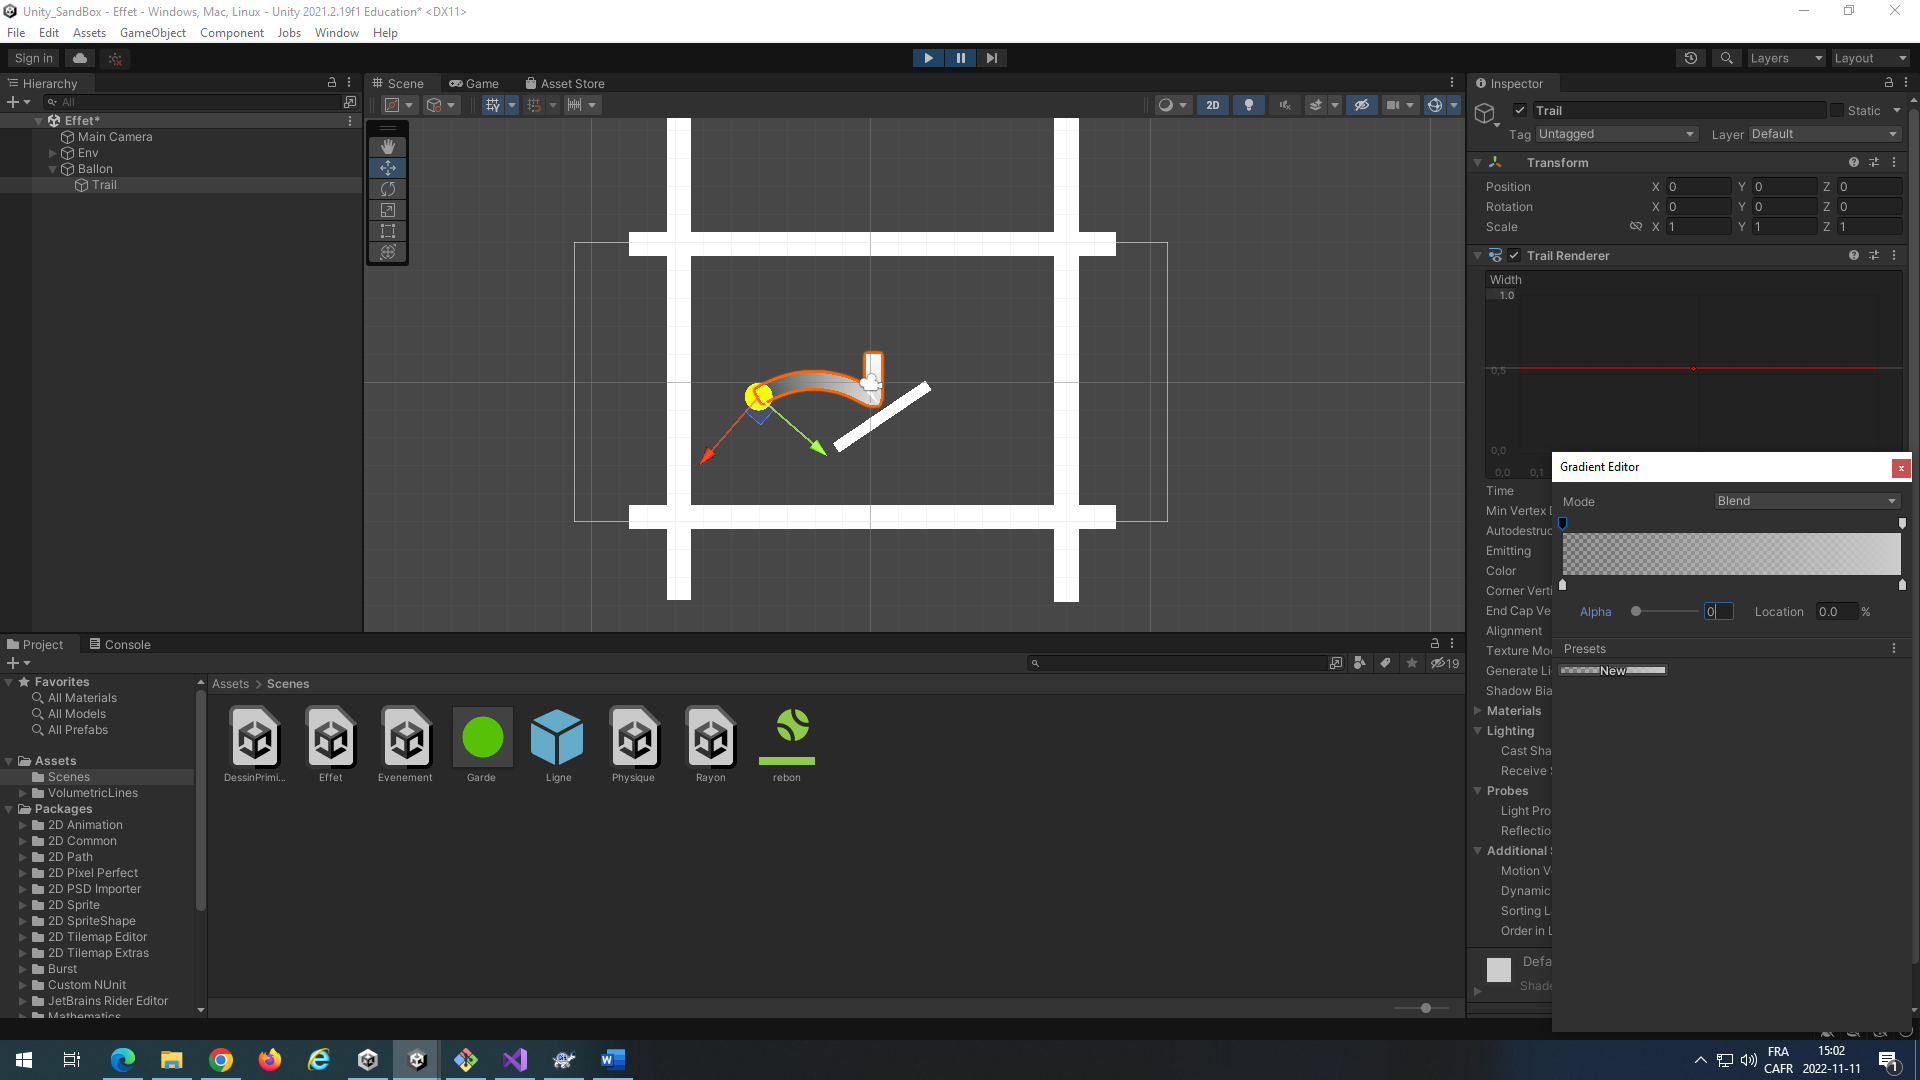 Unity_SandBox - Effet - Windows, Mac, Linux - Unity 2021.2.19f1 Education* <DX11>
File Edit Assets GameObject Component Jobs Window Help
Sign in
Layers
Layout
Hierarchy
All
Effet*
Main Camera
Env
Ballon
Trail
Scene
Game
Asset Store
2D
Inspector
Trail
Static
Tag Untagged
Layer Default
Transform
Position X 0 Y 0 Z 0
Rotation X 0 Y 0 Z 0
Scale X 1 Y 1 Z 1
Trail Renderer
Width
1.0
0,5
0,0
0,0 0,1
Time
Min Vertex D
Autodestruc
Emitting
Color
Corner Verti
End Cap Ve
Alignment
Texture Mod
Generate Li
Shadow Bia
Materials
Lighting
Cast Sha
Receive S
Probes
Light Pro
Reflectio
Additional S
Motion V
Dynamic
Sorting L
Order in L
Defa
Shade
Gradient Editor
x
Mode
Blend
Alpha
0
Location
0.0
%
Presets
New
Project
Console
19
Favorites
All Materials
All Models
All Prefabs
Assets
Scenes
VolumetricLines
Packages
2D Animation
2D Common
2D Path
2D Pixel Perfect
2D PSD Importer
2D Sprite
2D SpriteShape
2D Tilemap Editor
2D Tilemap Extras
Burst
Custom NUnit
JetBrains Rider Editor
Mathematics
Assets > Scenes
DessinPrimi...
Effet
Evenement
Garde
Ligne
Physique
Rayon
rebon
FRA
CAFR
15:02
2022-11-11
1